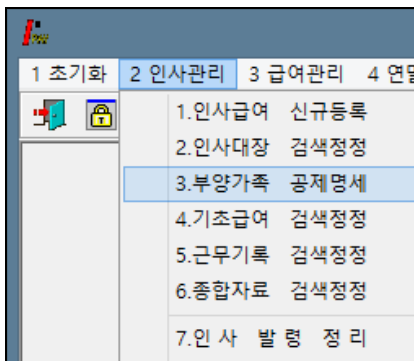 1 초기화 2 인사관리 3 급여관리 4 연말
1.인사급여 신규등록
2.인사대장 검색정정
3.부양가족 공제명세
4.기초급여 검색정정
5.근무기록 검색정정
6.종합자료 검색정정
7.인 사 발 령 정 리